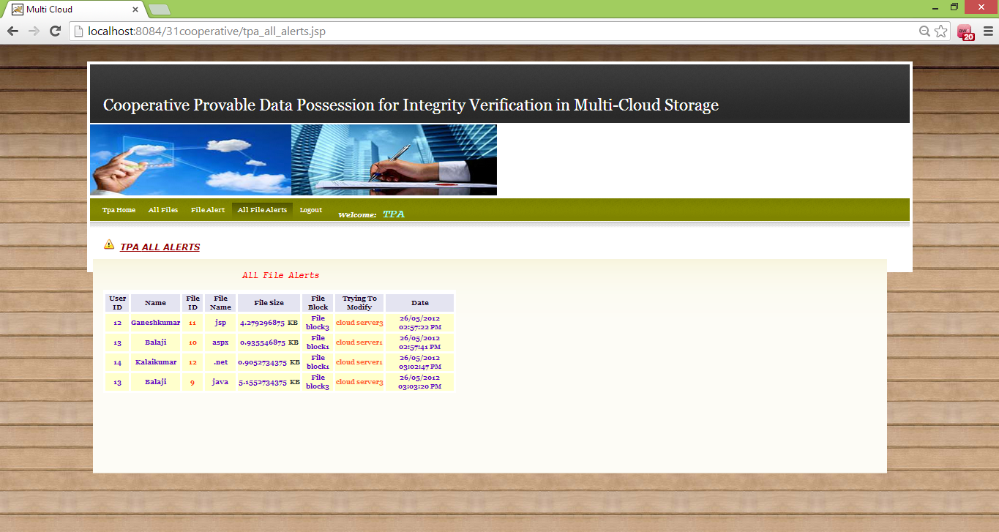 Multi Cloud
localhost:8084/31cooperative/tpa_all_alerts.jsp
20
Cooperative Provable Data Possession for Integrity Verification in Multi-Cloud Storage
Tpa Home All Files File Alert All File Alerts Logout Welcome: TPA
TPA ALL ALERTS
All File Alerts
User ID Name File ID File Name File Size File Block Trying To Modify Date
12 Ganeshkumar 11 jsp 4.279296875 KB File block3 cloud server3 26/05/2012 02:57:22 PM
13 Balaji 10 aspx 0.935546875 KB File block1 cloud server1 26/05/2012 02:57:41 PM
14 Kalaikumar 12 .net 0.9052734375 KB File block1 cloud server1 26/05/2012 03:02:47 PM
13 Balaji 9 java 5.1552734375 KB File block3 cloud server3 26/05/2012 03:03:20 PM